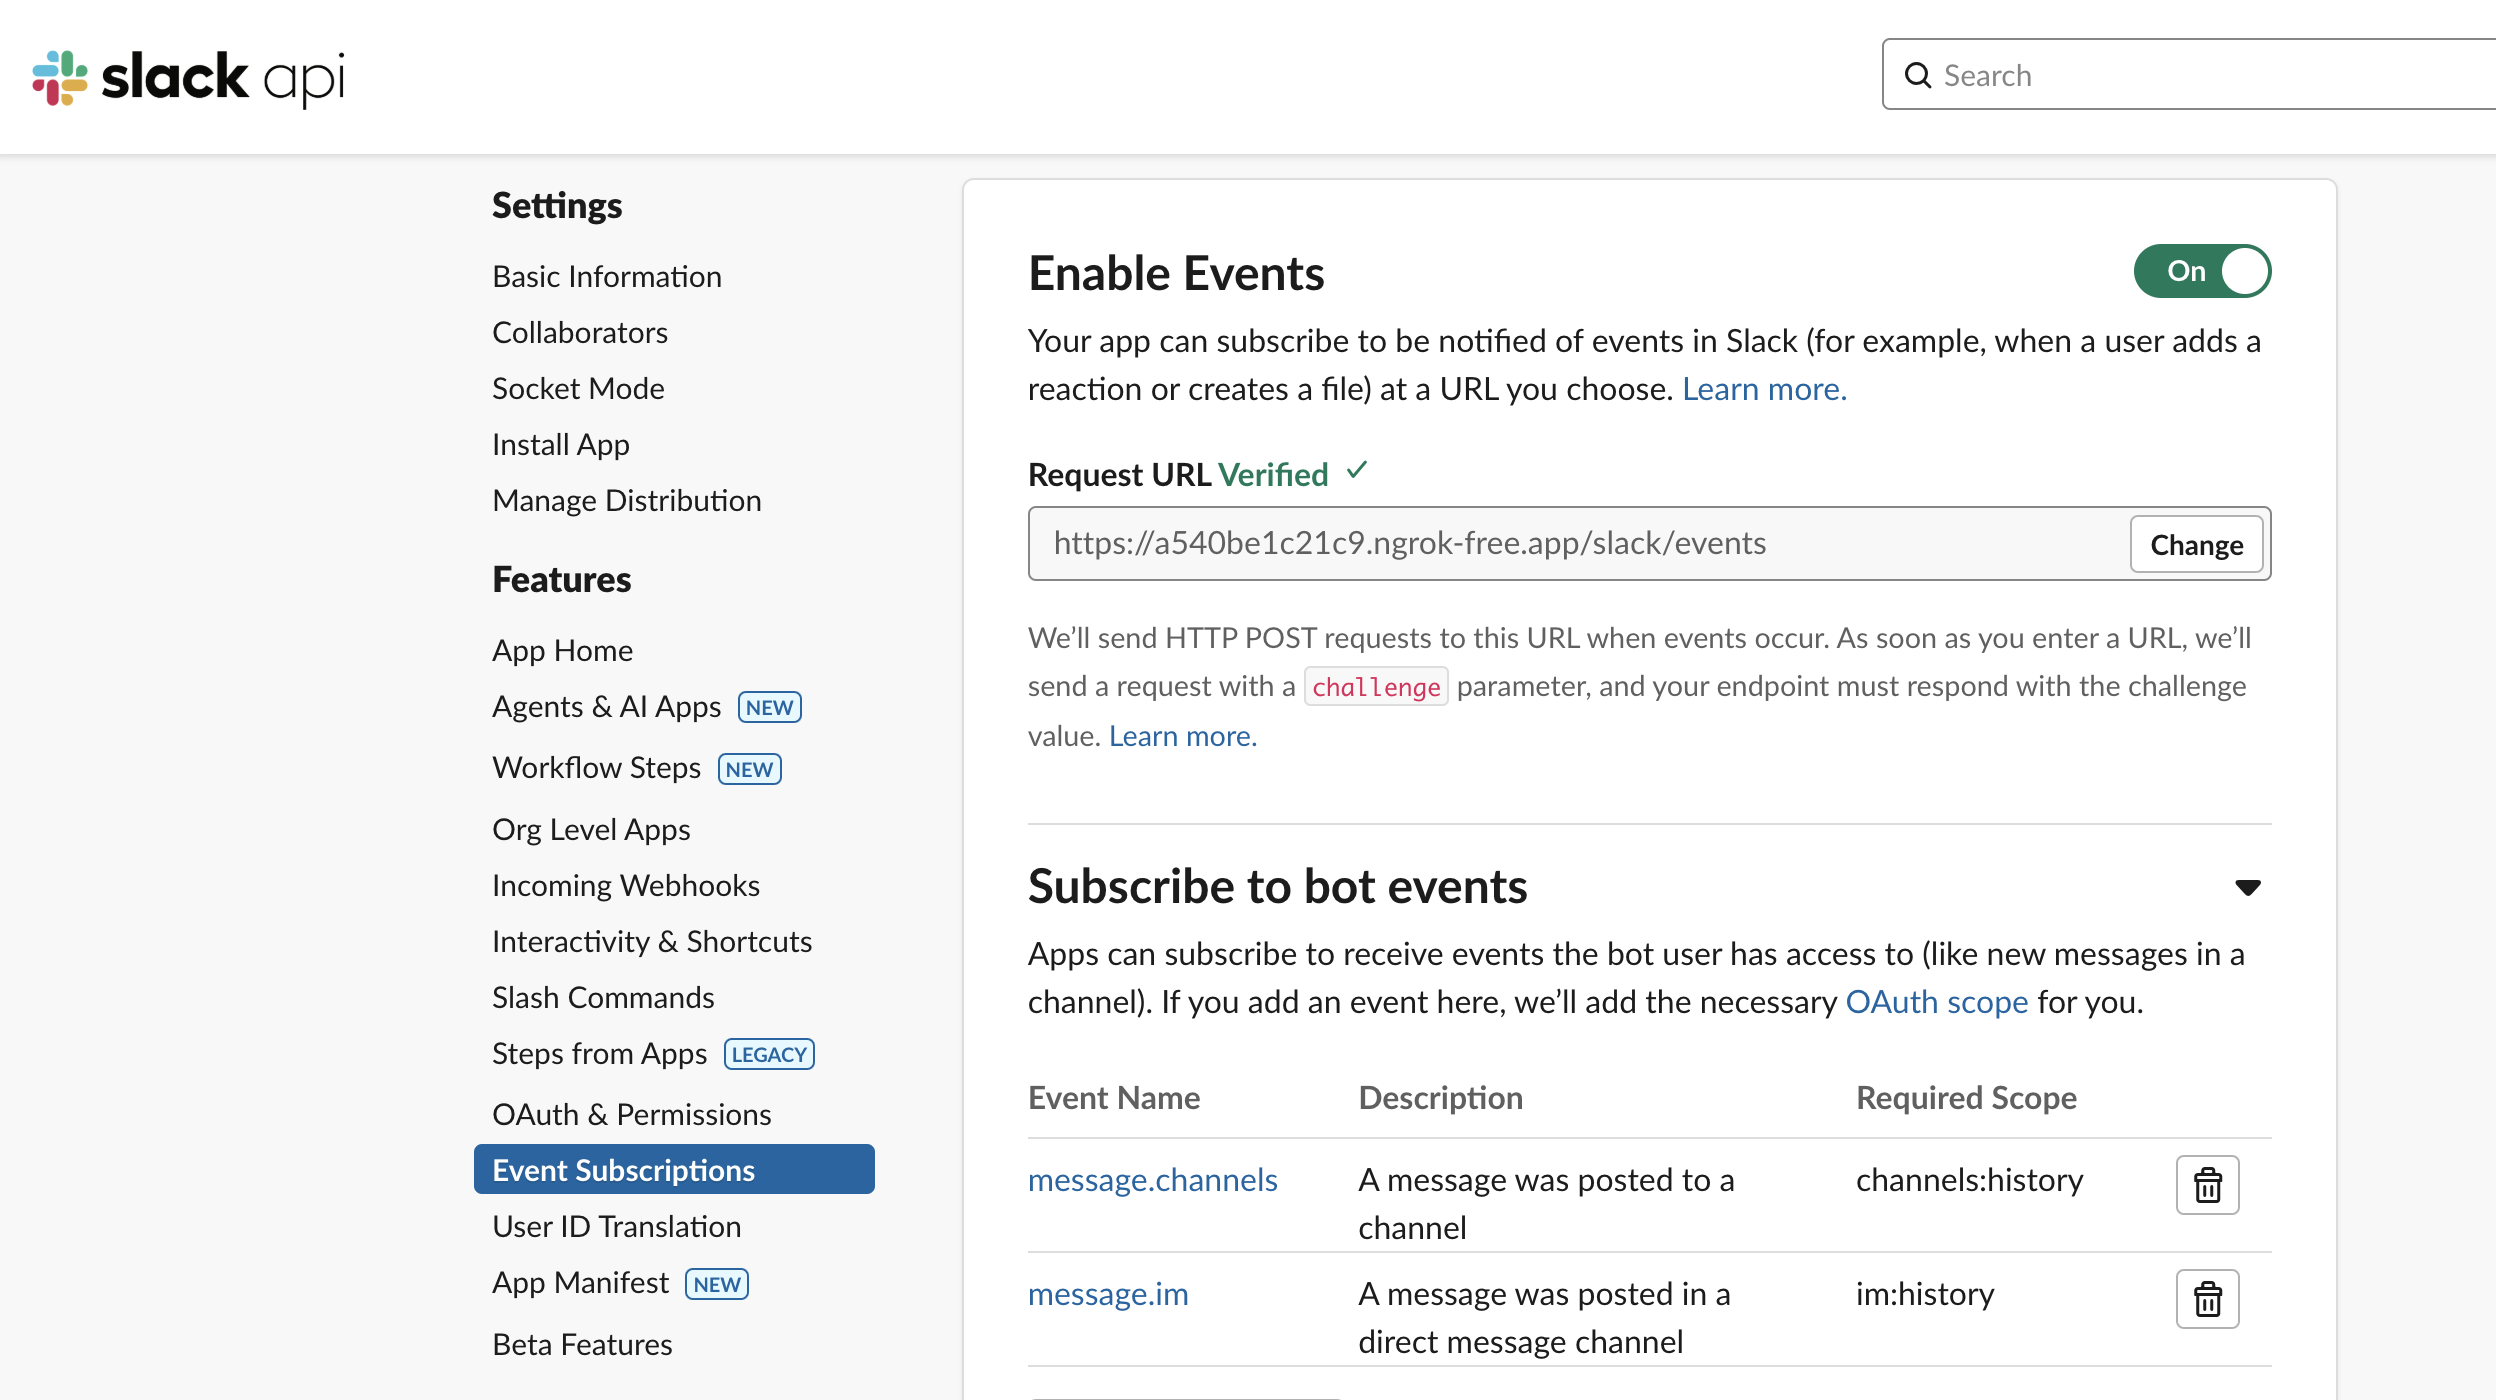 slack api
Search
Settings
Basic Information
Collaborators
Socket Mode
Install App
Manage Distribution
Features
App Home
Agents & AI Apps NEW
Workflow Steps NEW
Org Level Apps
Incoming Webhooks
Interactivity & Shortcuts
Slash Commands
Steps from Apps LEGACY
OAuth & Permissions
Event Subscriptions
User ID Translation
App Manifest NEW
Beta Features
Enable Events
On
Your app can subscribe to be notified of events in Slack (for example, when a user adds a
reaction or creates a file) at a URL you choose. Learn more.
Request URL Verified ✓
https://a540be1c21c9.ngrok-free.app/slack/events
Change
We’ll send HTTP POST requests to this URL when events occur. As soon as you enter a URL, we’ll
send a request with a challenge parameter, and your endpoint must respond with the challenge
value. Learn more.
Subscribe to bot events
Apps can subscribe to receive events the bot user has access to (like new messages in a
channel). If you add an event here, we’ll add the necessary OAuth scope for you.
Event Name Description Required Scope
message.channels A message was posted to a channels:history
channel
message.im A message was posted in a im:history
direct message channel